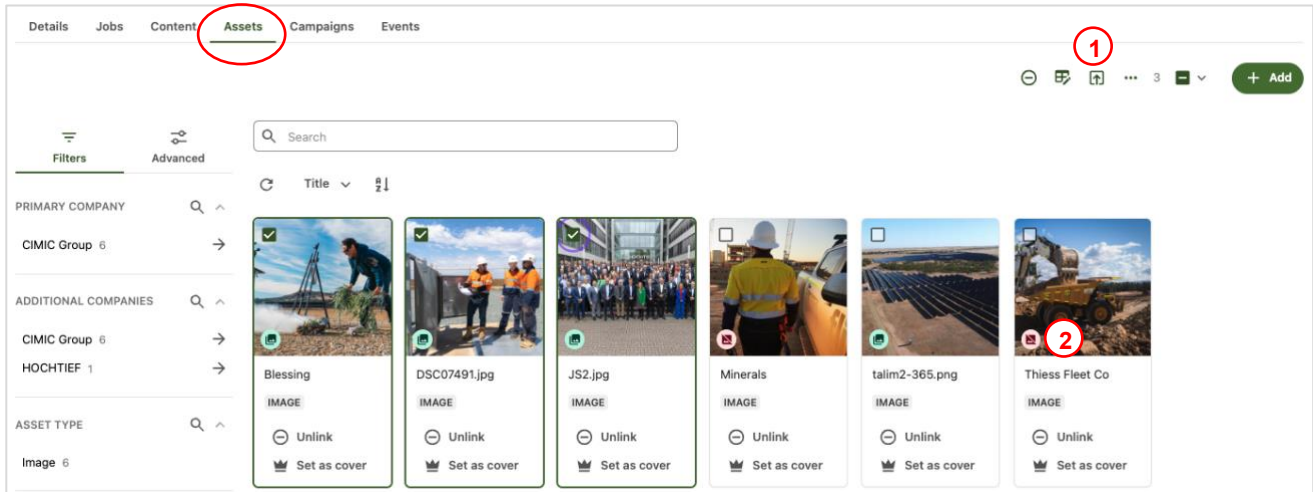 Details Jobs Content Assets Campaigns Events
1
3
+ Add
Search
Filters Advanced
Title
PRIMARY COMPANY
CIMIC Group 6
ADDITIONAL COMPANIES
CIMIC Group 6
HOCHTIEF 1
ASSET TYPE
Image 6
2
Blessing DSC07491.jpg JS2.jpg Minerals talim2-365.png Thiess Fleet Co
IMAGE IMAGE IMAGE IMAGE IMAGE IMAGE
Unlink Unlink Unlink Unlink Unlink Unlink
Set as cover Set as cover Set as cover Set as cover Set as cover Set as cover